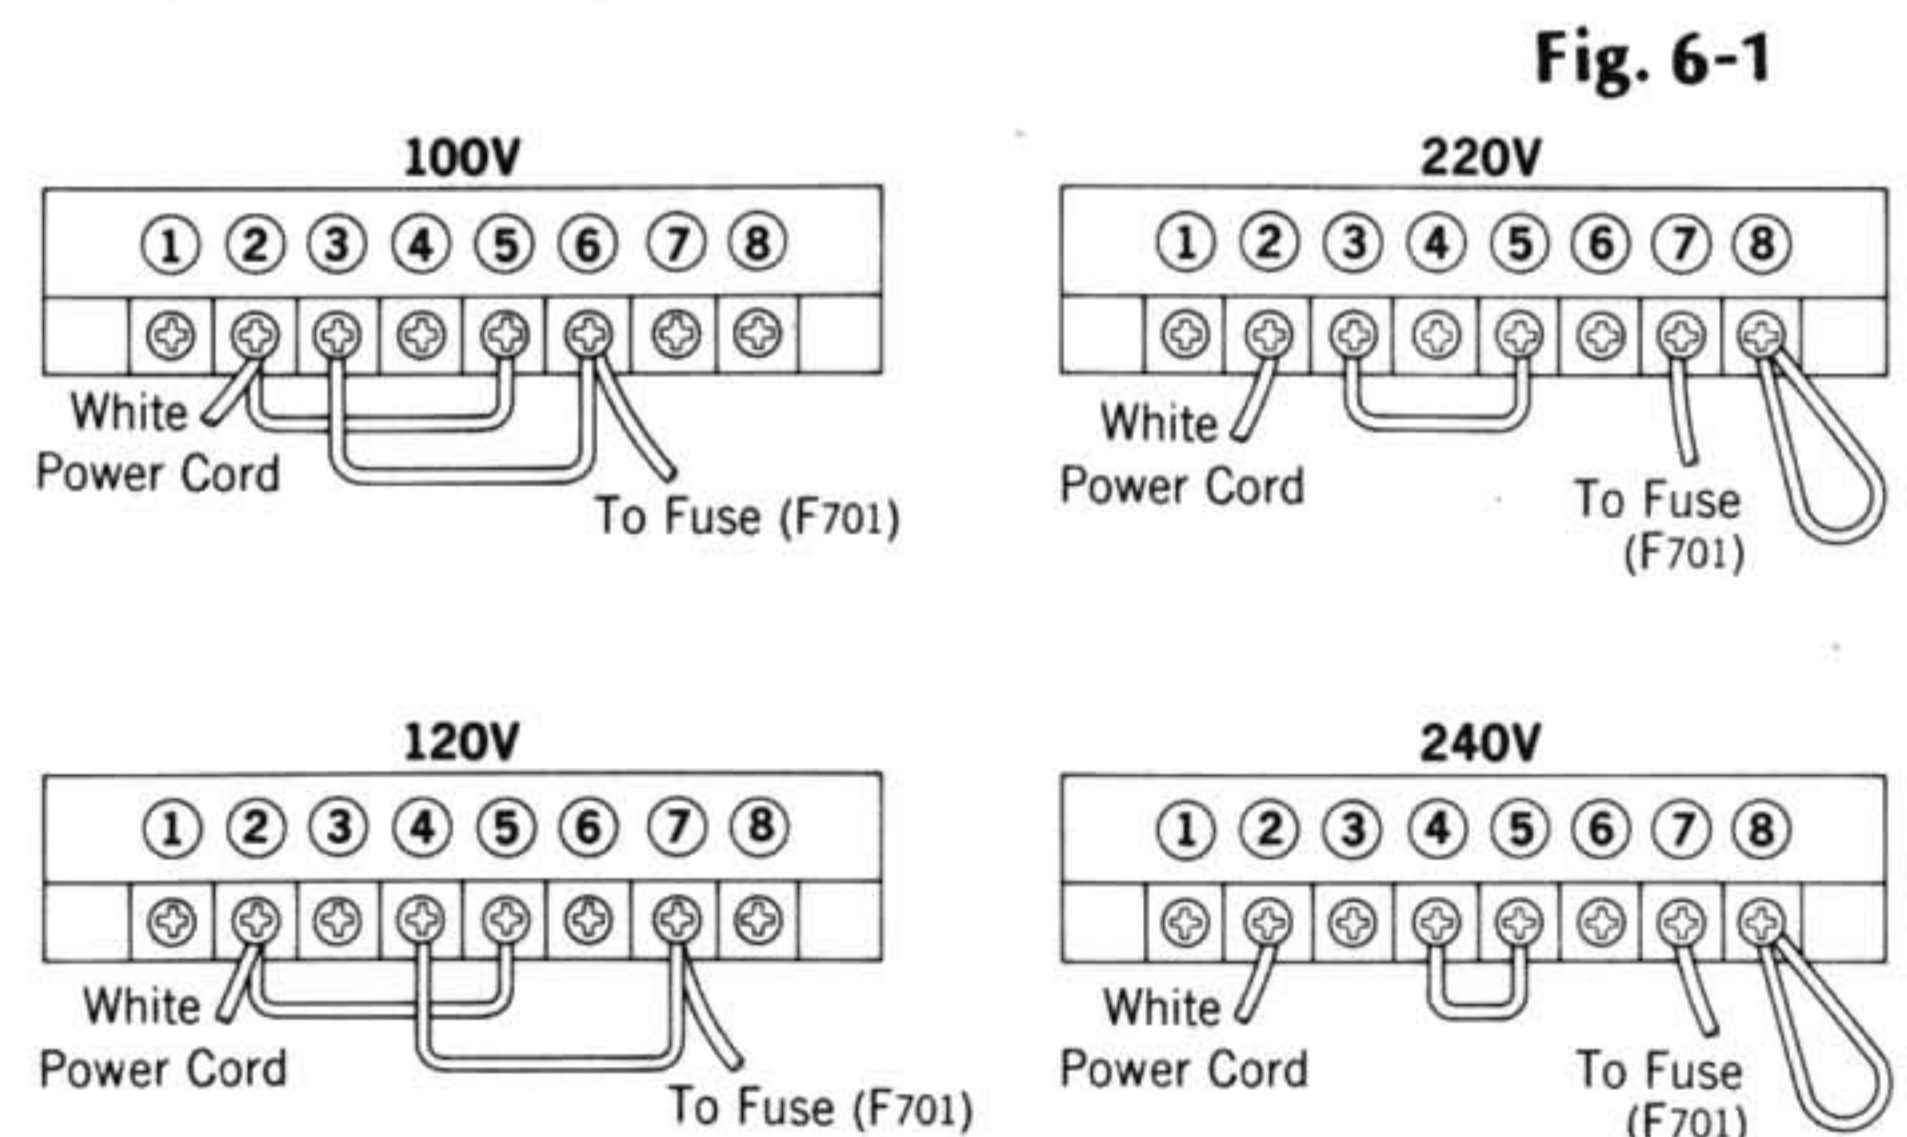 Fig. 6-1
100V
1 2 3 4 5 6 7 8
White
Power Cord
To Fuse (F701)
220V
1 2 3 4 5 6 7 8
White
Power Cord
To Fuse
(F701)
120V
1 2 3 4 5 6 7 8
White
Power Cord
To Fuse (F701)
240V
1 2 3 4 5 6 7 8
White
Power Cord
To Fuse
(F701)